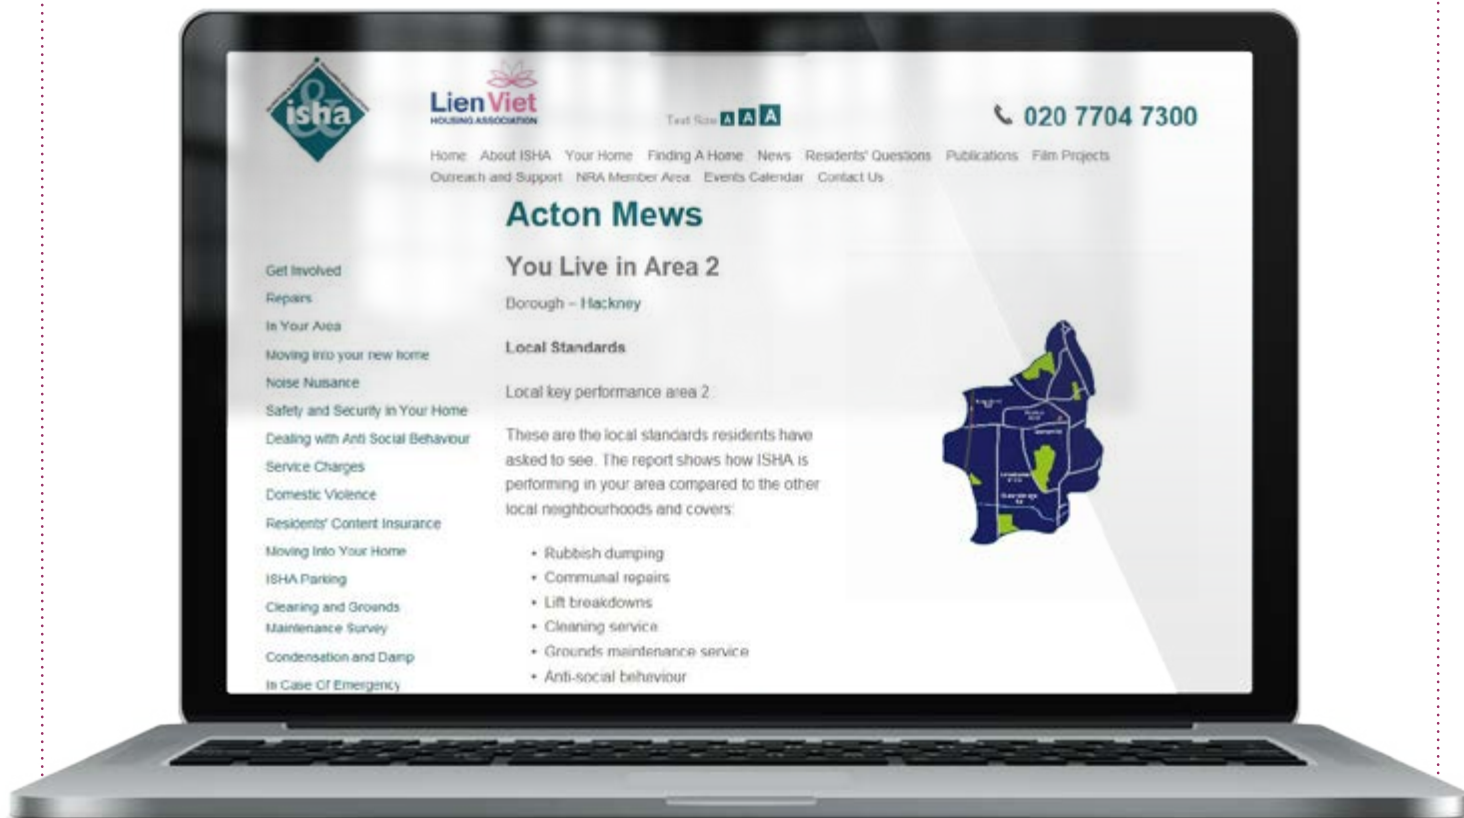 isha
Lien Viet
HOUSING ASSOCIATION
Text Size A A A
020 7704 7300
Home About ISHA Your Home Finding A Home News Residents' Questions Publications Film Projects
Outreach and Support NRA Member Area Events Calendar Contact Us
Acton Mews
Get Involved
Repairs
In Your Area
Moving into your new home
Noise Nuisance
Safety and Security in Your Home
Dealing with Anti Social Behaviour
Service Charges
Domestic Violence
Residents' Content Insurance
Moving Into Your Home
ISHA Parking
Cleaning and Grounds
Maintenance Survey
Condensation and Damp
In Case Of Emergency
You Live in Area 2
Borough – Hackney
Local Standards
Local key performance area 2
These are the local standards residents have
asked to see. The report shows how ISHA is
performing in your area compared to the other
local neighbourhoods and covers:
• Rubbish dumping
• Communal repairs
• Lift breakdowns
• Cleaning service
• Grounds maintenance service
• Anti-social behaviour